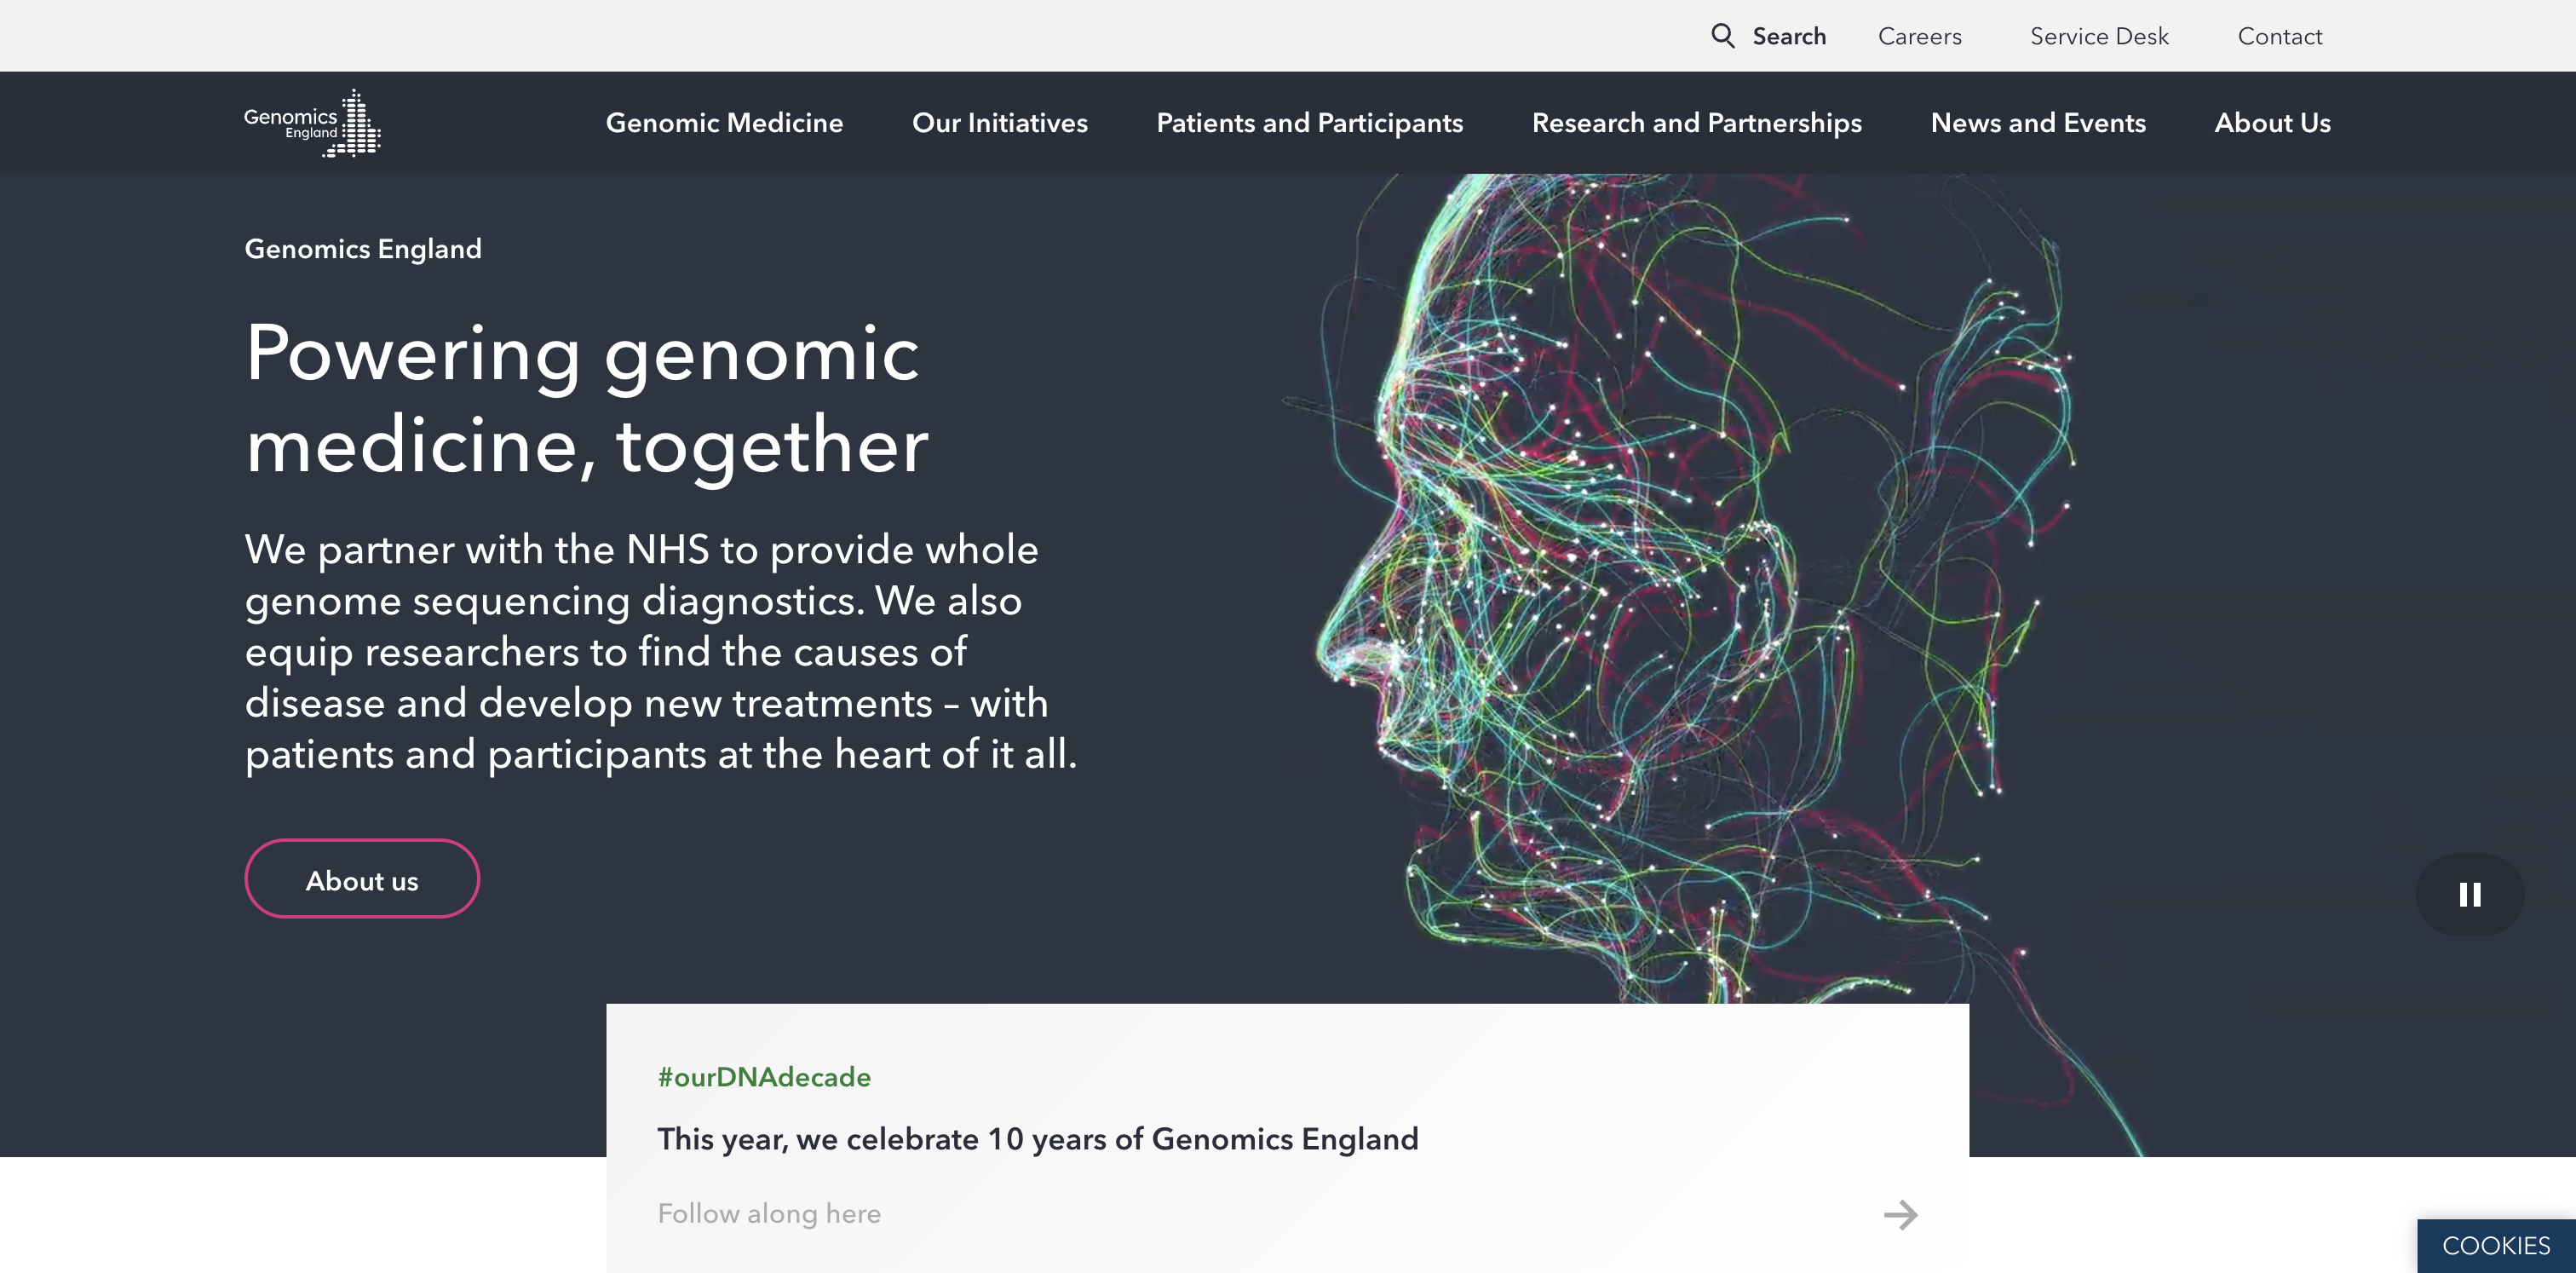 Search
Careers
Service Desk
Contact
Genomics
England
Genomic Medicine
Our Initiatives
Patients and Participants
Research and Partnerships
News and Events
About Us
Genomics England
Powering genomic
medicine, together
We partner with the NHS to provide whole
genome sequencing diagnostics. We also
equip researchers to find the causes of
disease and develop new treatments – with
patients and participants at the heart of it all.
About us
#ourDNAdecade
This year, we celebrate 10 years of Genomics England
Follow along here
COOKIES